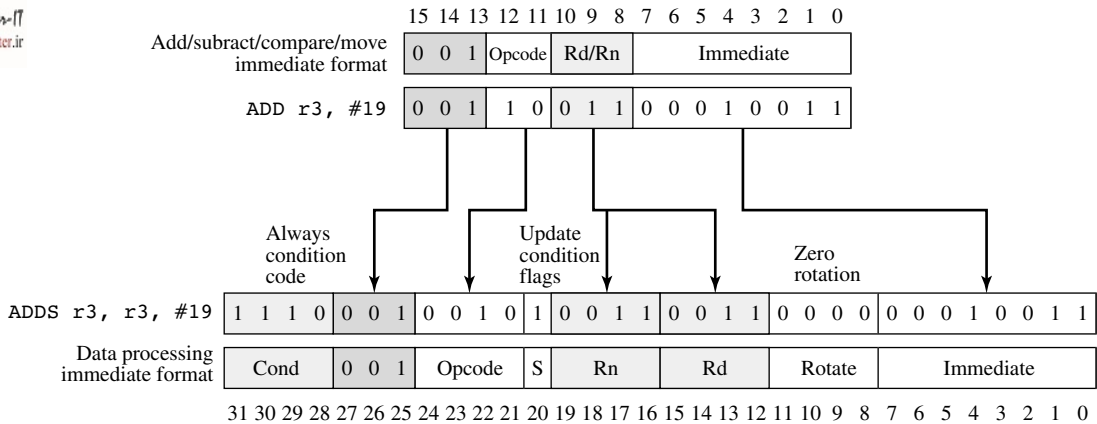 ter.ir
15 14 13 12 11 10 9 8 7 6 5 4 3 2 1 0
Add/subract/compare/move
immediate format
0 0 1 Opcode Rd/Rn Immediate
ADD r3, #19 0 0 1 1 0 0 1 1 0 0 0 1 0 0 1 1
Always
condition
code
Update
condition
flags
Zero
rotation
ADDS r3, r3, #19 1 1 1 0 0 0 1 0 0 1 0 1 0 0 1 1 0 0 1 1 0 0 0 0 0 0 0 1 0 0 1 1
Data processing
immediate format
Cond 0 0 1 Opcode S Rn Rd Rotate Immediate
31 30 29 28 27 26 25 24 23 22 21 20 19 18 17 16 15 14 13 12 11 10 9 8 7 6 5 4 3 2 1 0